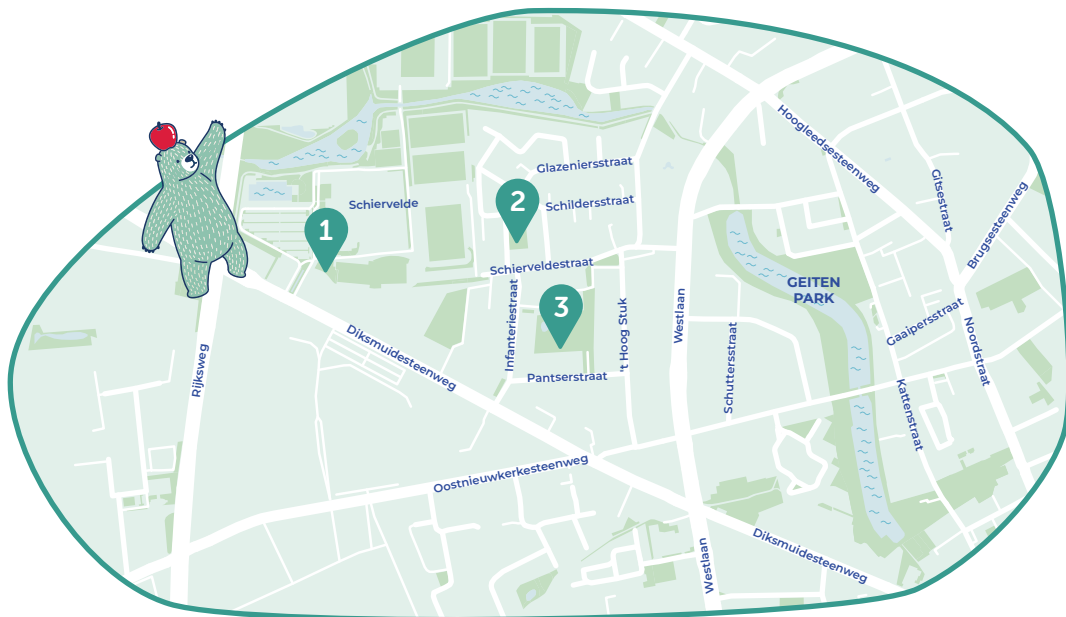 Hoogleedsesteenweg
Glazeniersstraat
Gitsestraat
Schiervelde
2
Schildersstraat
Brugsesteenweg
1
Schierveldestraat
GEITEN
PARK
3
Infanteriestraat
't Hoog Stuk
Westlaan
Gaaipersstraat
Noordstraat
Diksmuidesteenweg
Rijksweg
Pantserstraat
Schuttersstraat
Kattenstraat
Oostnieuwkerkesteenweg
Westlaan
Diksmuidesteenweg